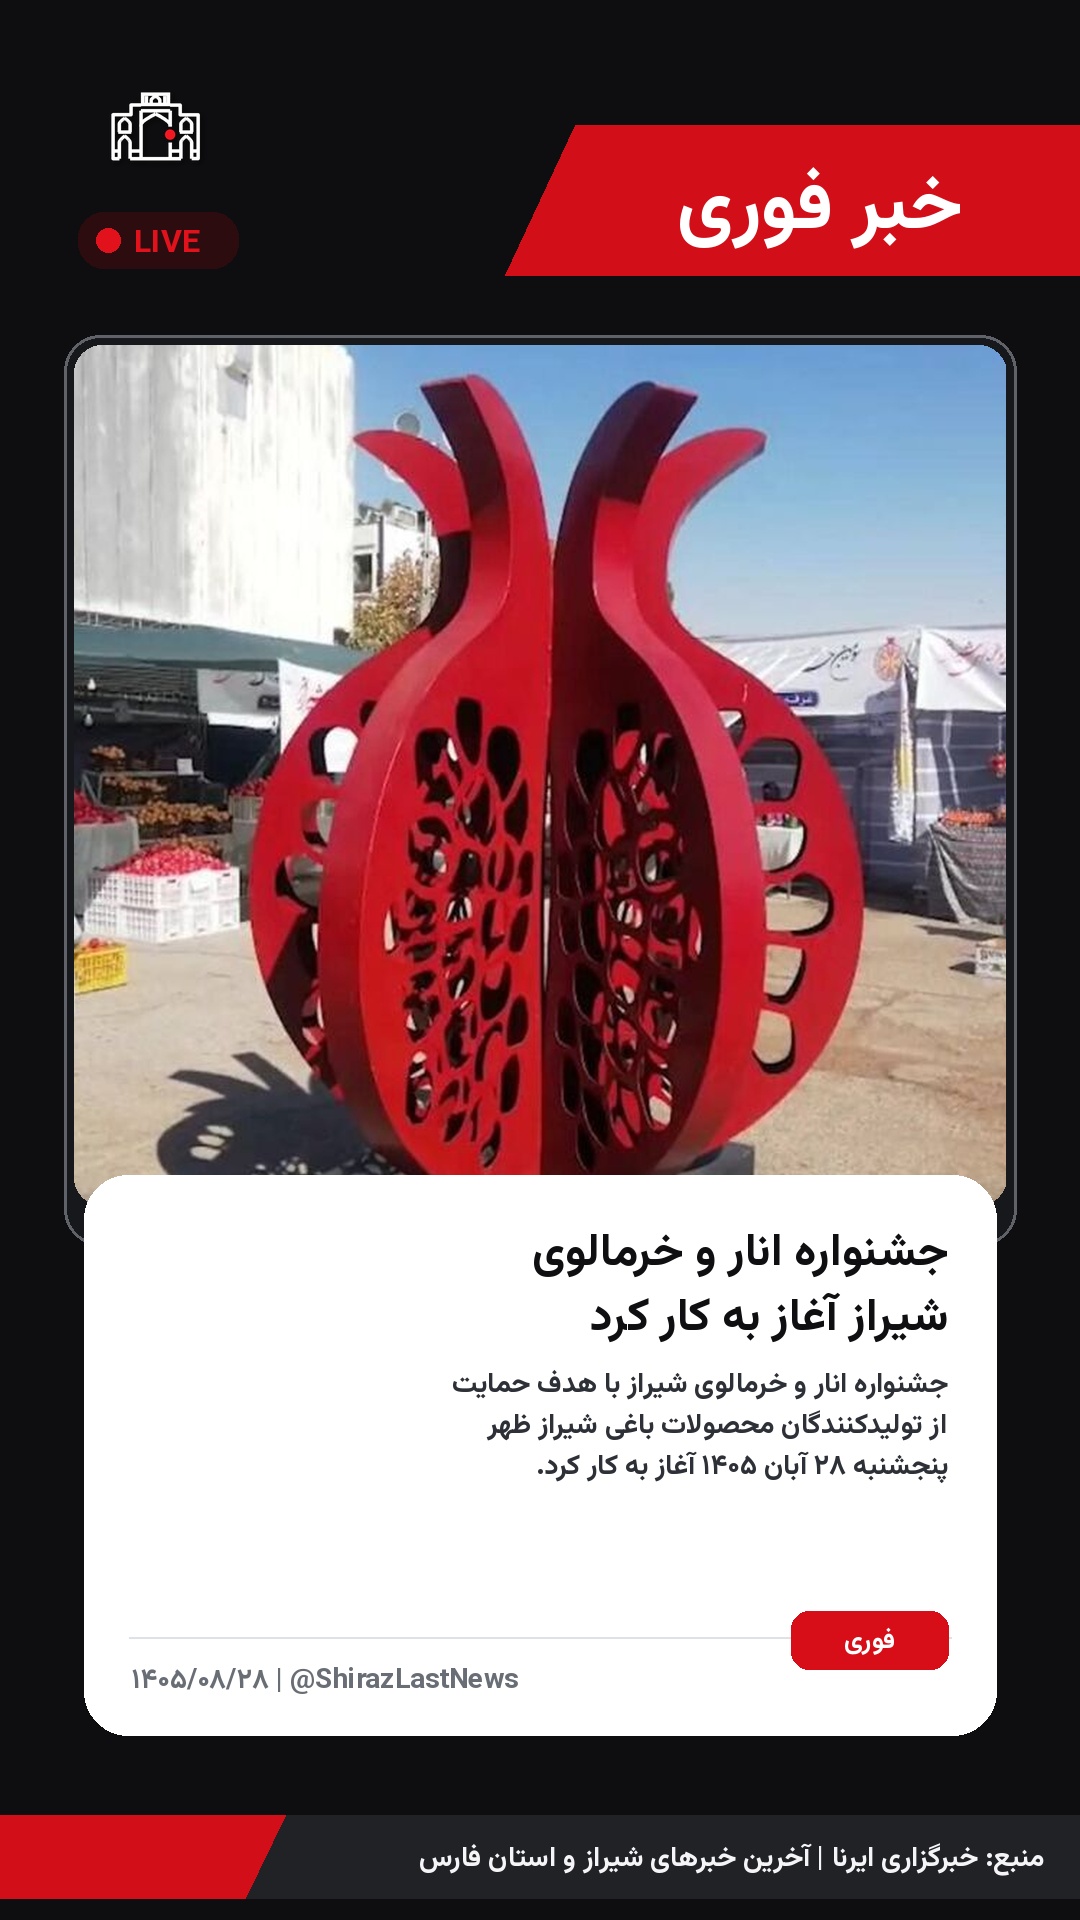 خبر فوری
LIVE
جشنواره انار و خرمالوی
شیراز آغاز به کار کرد
جشنواره انار و خرمالوی شیراز با هدف حمایت
از تولیدکنندگان محصولات باغی شیراز ظهر
پنجشنبه ۲۸ آبان ۱۴۰۵ آغاز به کار کرد.
فوری
۱۴۰۵/۰۸/۲۸ | @ShirazLastNews
منبع: خبرگزاری ایرنا | آخرین خبرهای شیراز و استان فارس